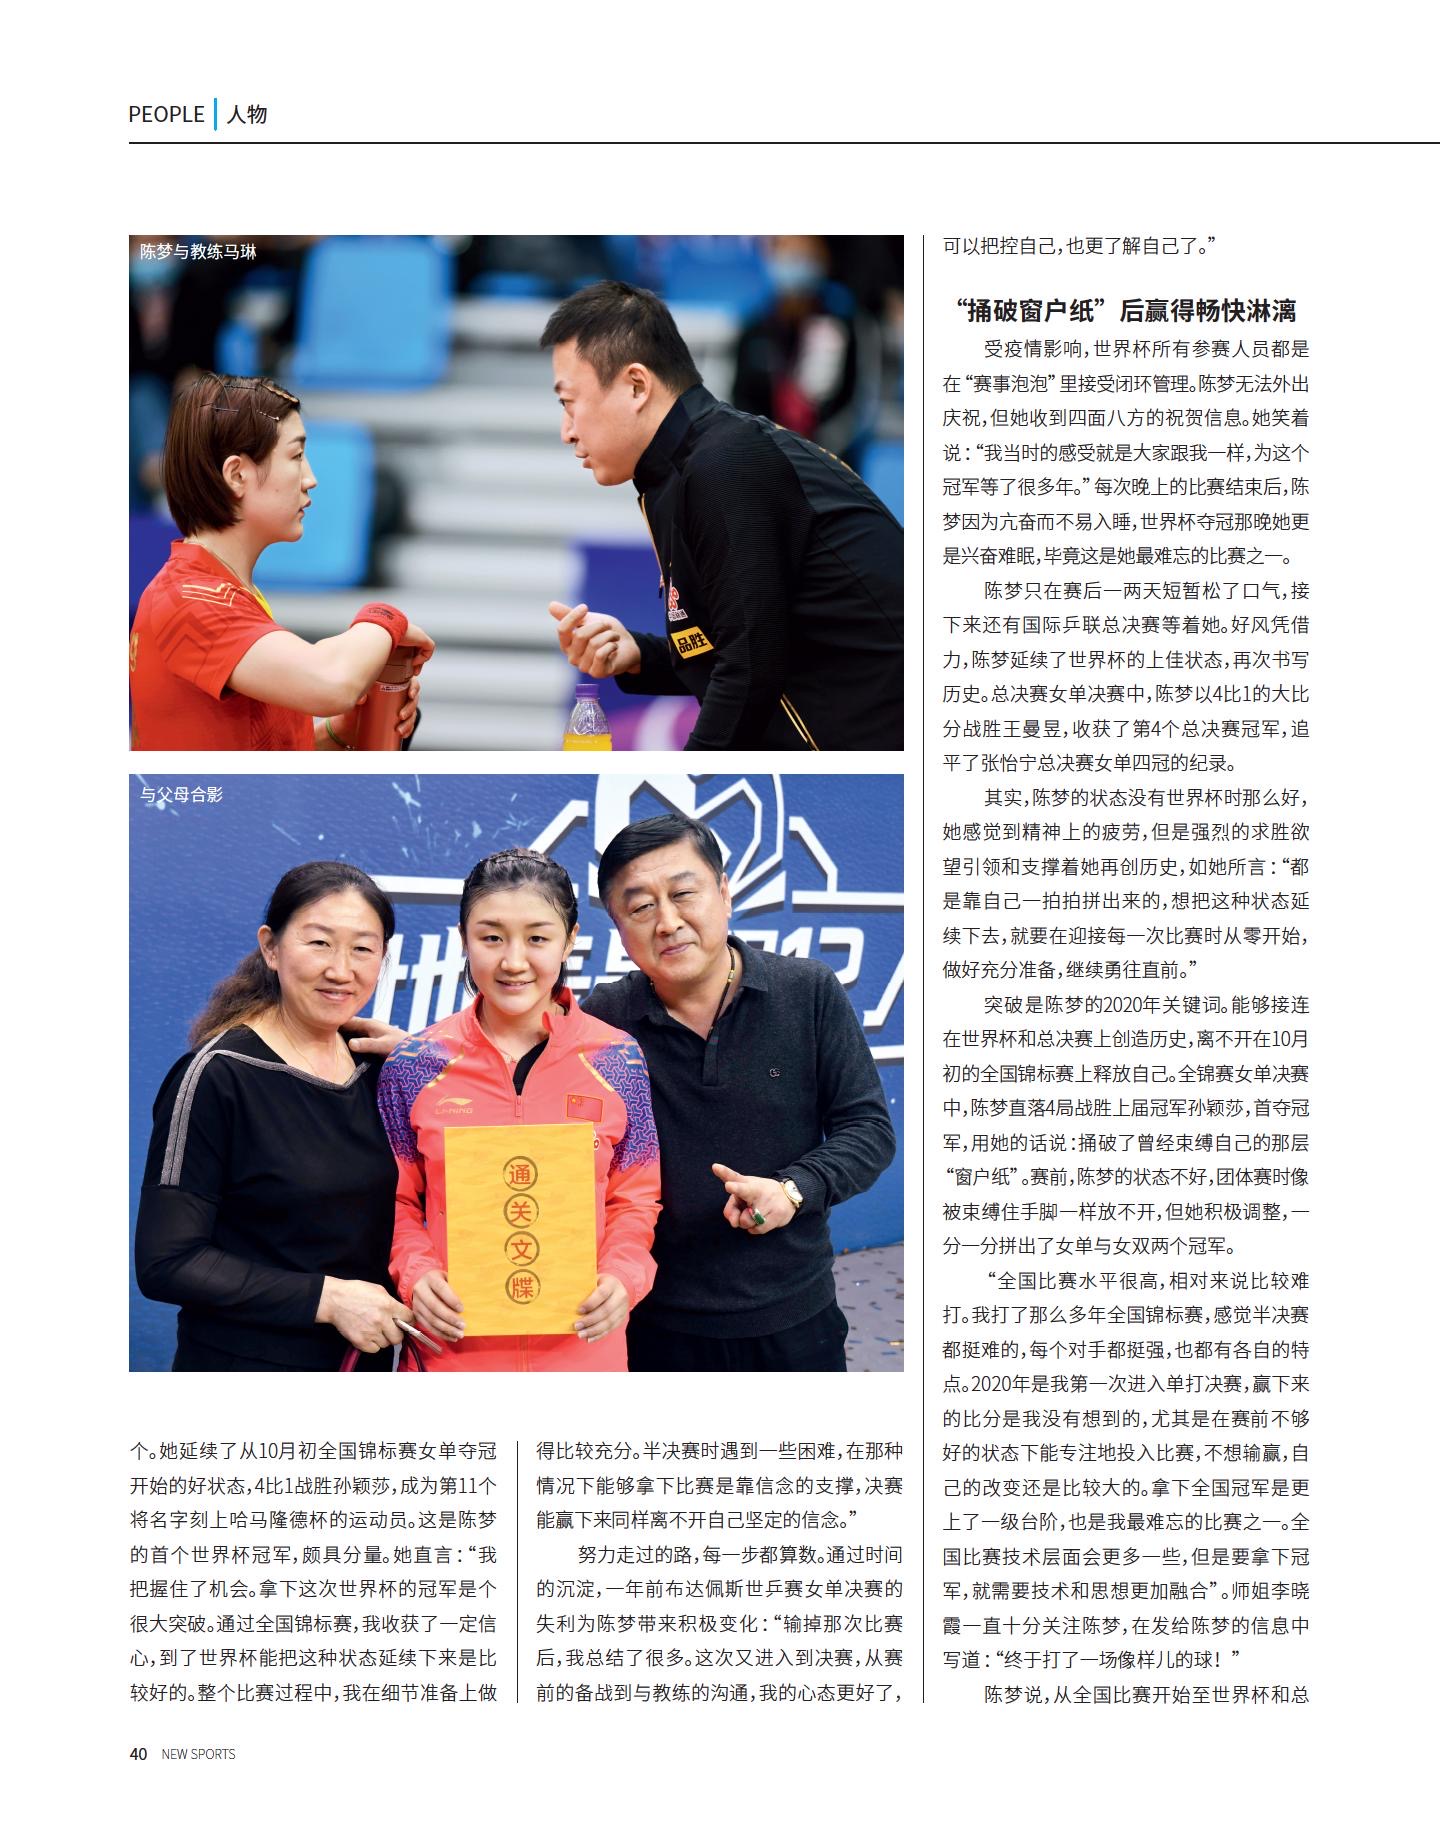 PEOPLE 人物
陈梦与教练马琳
品胜
与父母合影
LI-NING
通
关
文
牒
个。她延续了从10月初全国锦标赛女单夺冠
开始的好状态,4比1战胜孙颖莎,成为第11个
将名字刻上哈马隆德杯的运动员。这是陈梦
的首个世界杯冠军,颇具分量。她直言：“我
把握住了机会。拿下这次世界杯的冠军是个
很大突破。通过全国锦标赛,我收获了一定信
心,到了世界杯能把这种状态延续下来是比
较好的。整个比赛过程中,我在细节准备上做
得比较充分。半决赛时遇到一些困难,在那种
情况下能够拿下比赛是靠信念的支撑,决赛
能赢下来同样离不开自己坚定的信念。”
努力走过的路,每一步都算数。通过时间
的沉淀,一年前布达佩斯世乒赛女单决赛的
失利为陈梦带来积极变化：“输掉那次比赛
后,我总结了很多。这次又进入到决赛,从赛
前的备战到与教练的沟通,我的心态更好了,
可以把控自己,也更了解自己了。”
“捅破窗户纸”后赢得畅快淋漓
受疫情影响,世界杯所有参赛人员都是
在“赛事泡泡”里接受闭环管理。陈梦无法外出
庆祝,但她收到四面八方的祝贺信息。她笑着
说：“我当时的感受就是大家跟我一样,为这个
冠军等了很多年。”每次晚上的比赛结束后,陈
梦因为亢奋而不易入睡,世界杯夺冠那晚她更
是兴奋难眠,毕竟这是她最难忘的比赛之一。
陈梦只在赛后一两天短暂松了口气,接
下来还有国际乒联总决赛等着她。好风凭借
力,陈梦延续了世界杯的上佳状态,再次书写
历史。总决赛女单决赛中,陈梦以4比1的大比
分战胜王曼昱,收获了第4个总决赛冠军,追
平了张怡宁总决赛女单四冠的纪录。
其实,陈梦的状态没有世界杯时那么好,
她感觉到精神上的疲劳,但是强烈的求胜欲
望引领和支撑着她再创历史,如她所言：“都
是靠自己一拍拍拼出来的,想把这种状态延
续下去,就要在迎接每一次比赛时从零开始,
做好充分准备,继续勇往直前。”
突破是陈梦的2020年关键词。能够接连
在世界杯和总决赛上创造历史,离不开在10月
初的全国锦标赛上释放自己。全锦赛女单决赛
中,陈梦直落4局战胜上届冠军孙颖莎,首夺冠
军,用她的话说：捅破了曾经束缚自己的那层
“窗户纸”。赛前,陈梦的状态不好,团体赛时像
被束缚住手脚一样放不开,但她积极调整,一
分一分拼出了女单与女双两个冠军。
“全国比赛水平很高,相对来说比较难
打。我打了那么多年全国锦标赛,感觉半决赛
都挺难的,每个对手都挺强,也都有各自的特
点。2020年是我第一次进入单打决赛,赢下来
的比分是我没有想到的,尤其是在赛前不够
好的状态下能专注地投入比赛,不想输赢,自
己的改变还是比较大的。拿下全国冠军是更
上了一级台阶,也是我最难忘的比赛之一。全
国比赛技术层面会更多一些,但是要拿下冠
军,就需要技术和思想更加融合”。师姐李晓
霞一直十分关注陈梦,在发给陈梦的信息中
写道：“终于打了一场像样儿的球！”
陈梦说,从全国比赛开始至世界杯和总
40 NEW SPORTS